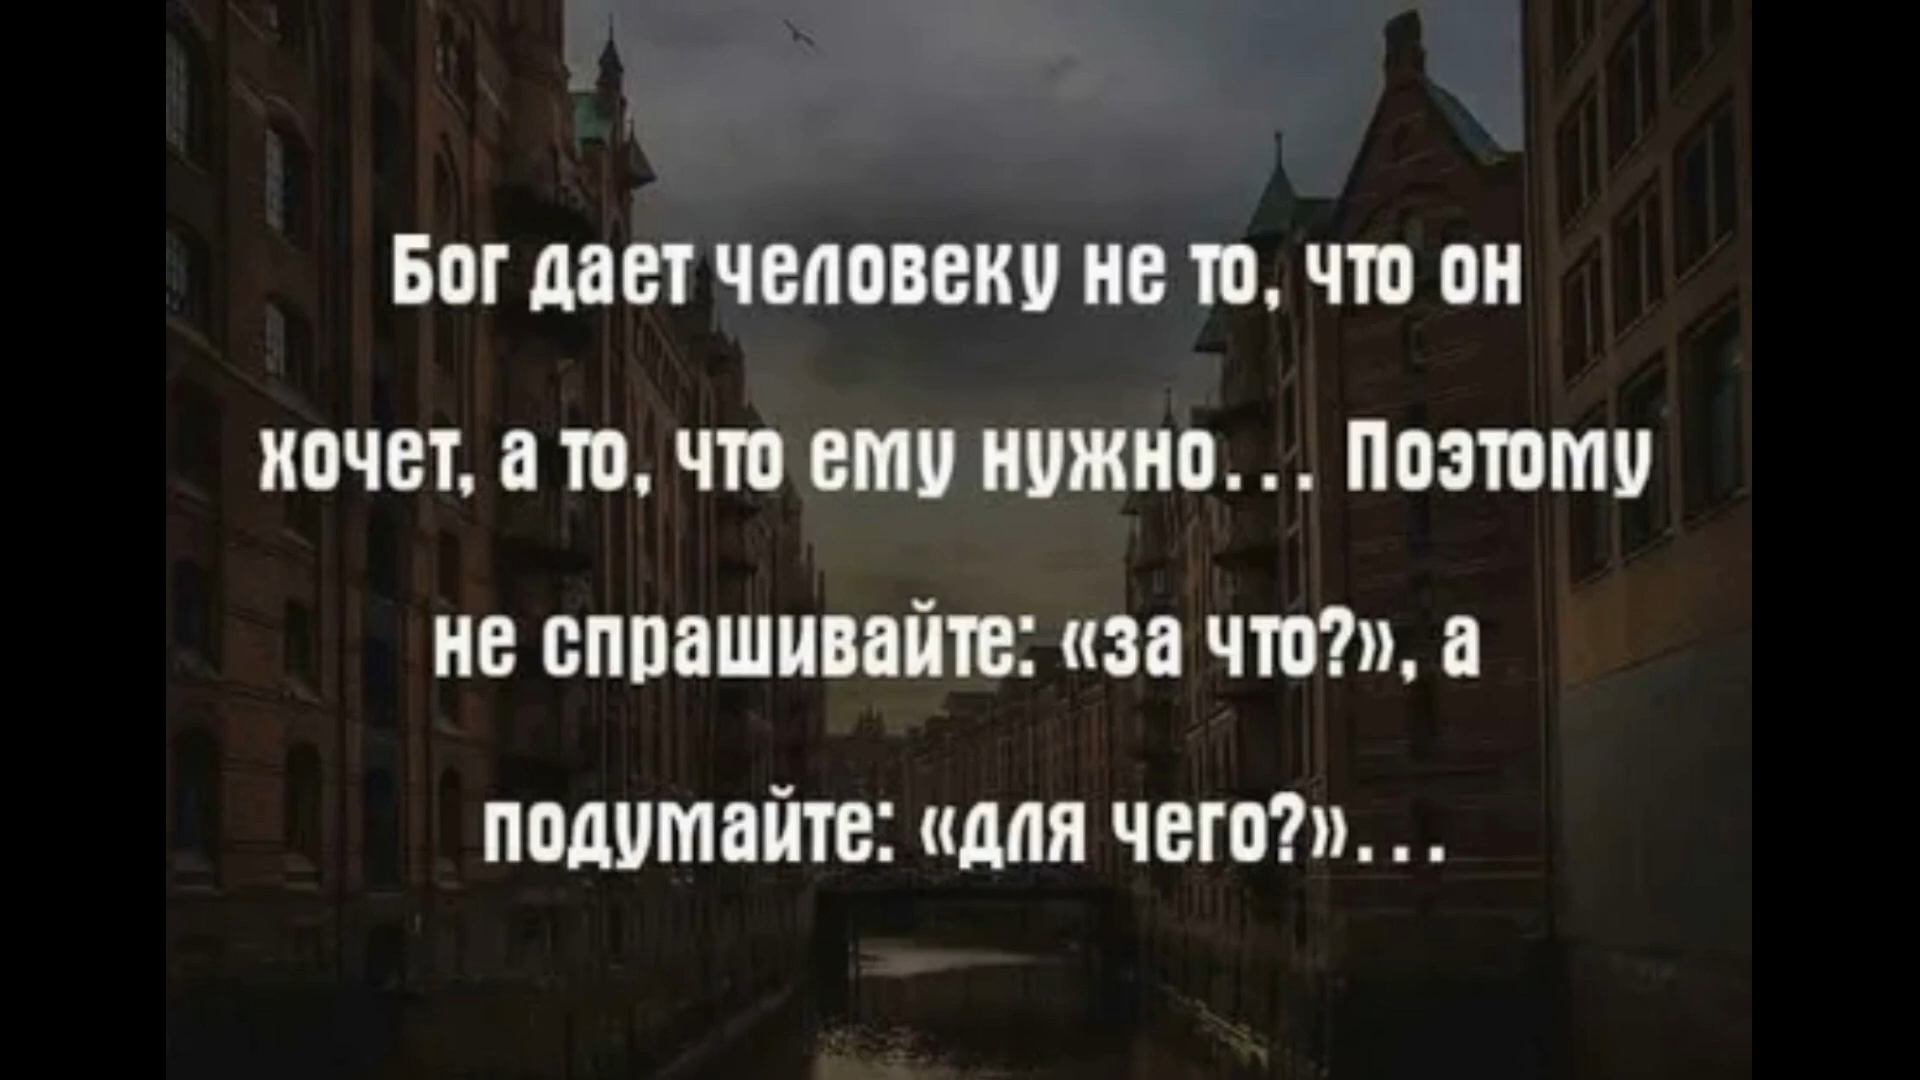 Бог дает человеку не то, что он
хочет, а то, что ему нужно... Поэтому
не спрашивайте: «за что?», а
подумайте: «для чего?»...